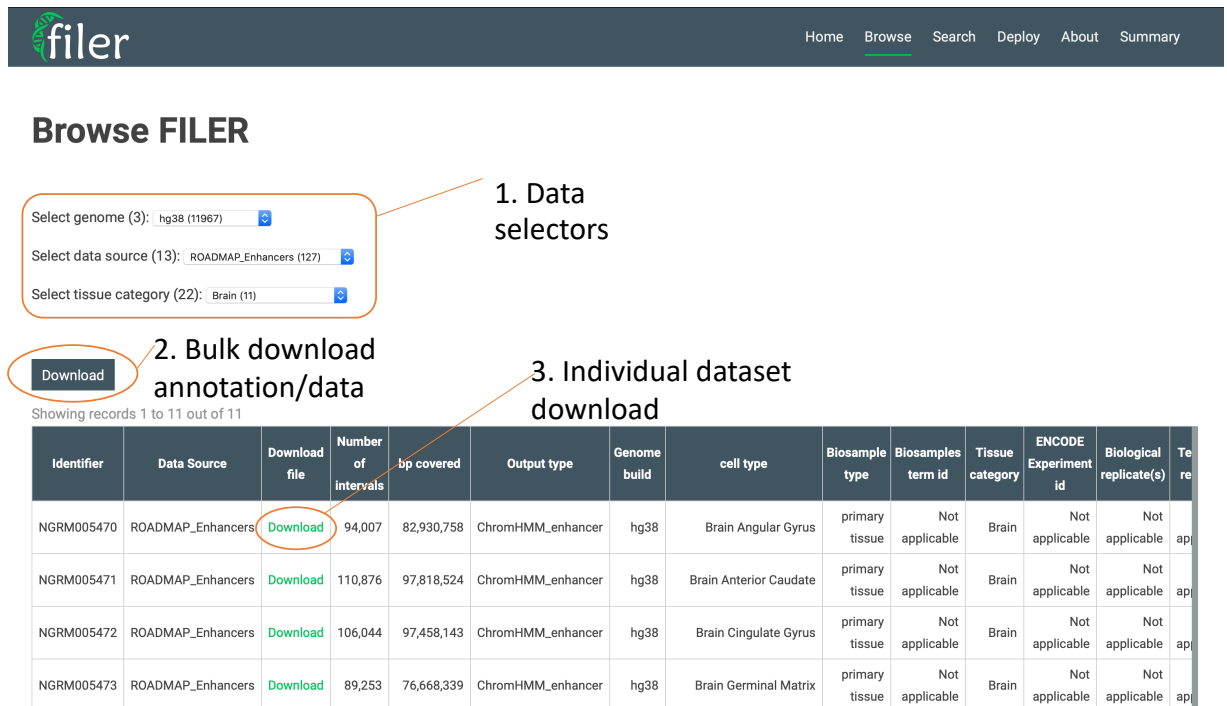 filer
Home Browse Search Deploy About Summary
Browse FILER
1. Data
selectors
Select genome (3): hg38 (11967)
Select data source (13): ROADMAP_Enhancers (127)
Select tissue category (22): Brain (11)
2. Bulk download
annotation/data
Download
3. Individual dataset
download
Showing records 1 to 11 out of 11
Identifier Data Source Download file Number of intervals bp covered Output type Genome build cell type Biosample type Biosamples term id Tissue category ENCODE Experiment id Biological replicate(s) Te re
NGRM005470 ROADMAP_Enhancers Download 94,007 82,930,758 ChromHMM_enhancer hg38 Brain Angular Gyrus primary tissue Not applicable Brain Not applicable Not applicable ap
NGRM005471 ROADMAP_Enhancers Download 110,876 97,818,524 ChromHMM_enhancer hg38 Brain Anterior Caudate primary tissue Not applicable Brain Not applicable Not applicable ap
NGRM005472 ROADMAP_Enhancers Download 106,044 97,458,143 ChromHMM_enhancer hg38 Brain Cingulate Gyrus primary tissue Not applicable Brain Not applicable Not applicable ap
NGRM005473 ROADMAP_Enhancers Download 89,253 76,668,339 ChromHMM_enhancer hg38 Brain Germinal Matrix primary tissue Not applicable Brain Not applicable Not applicable ap